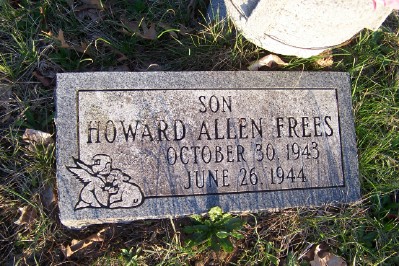 SON
HOWARD ALLEN FREES
OCTOBER 30, 1943
JUNE 26, 1944